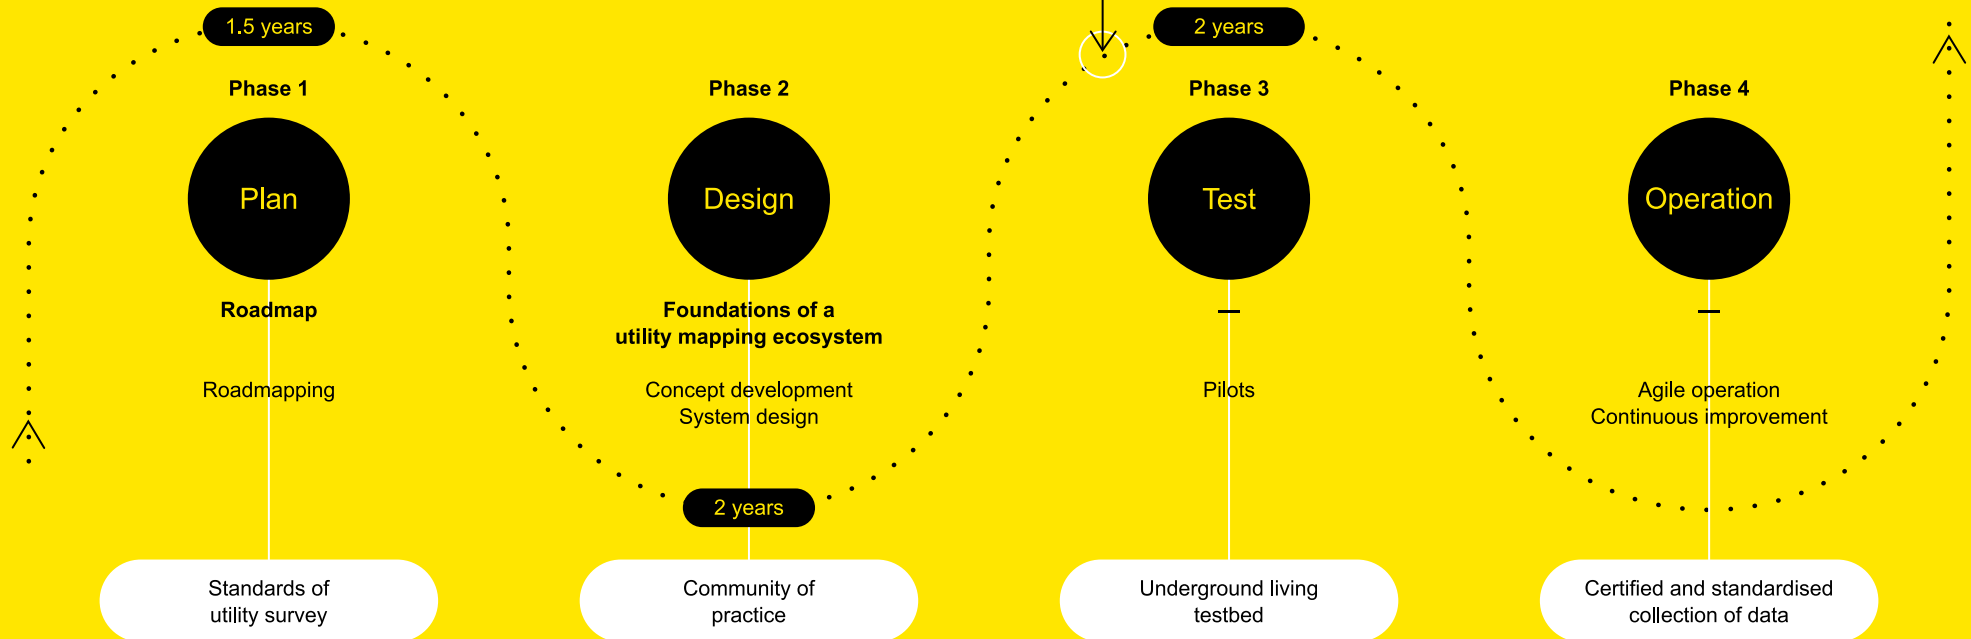 1.5 years
Phase 1
Plan
Roadmap
Roadmapping
Standards of
utility survey
Phase 2
Design
Foundations of a
utility mapping ecosystem
Concept development
System design
2 years
Community of
practice
2 years
Phase 3
Test
—
Pilots
Underground living
testbed
Phase 4
Operation
—
Agile operation
Continuous improvement
Certified and standardised
collection of data